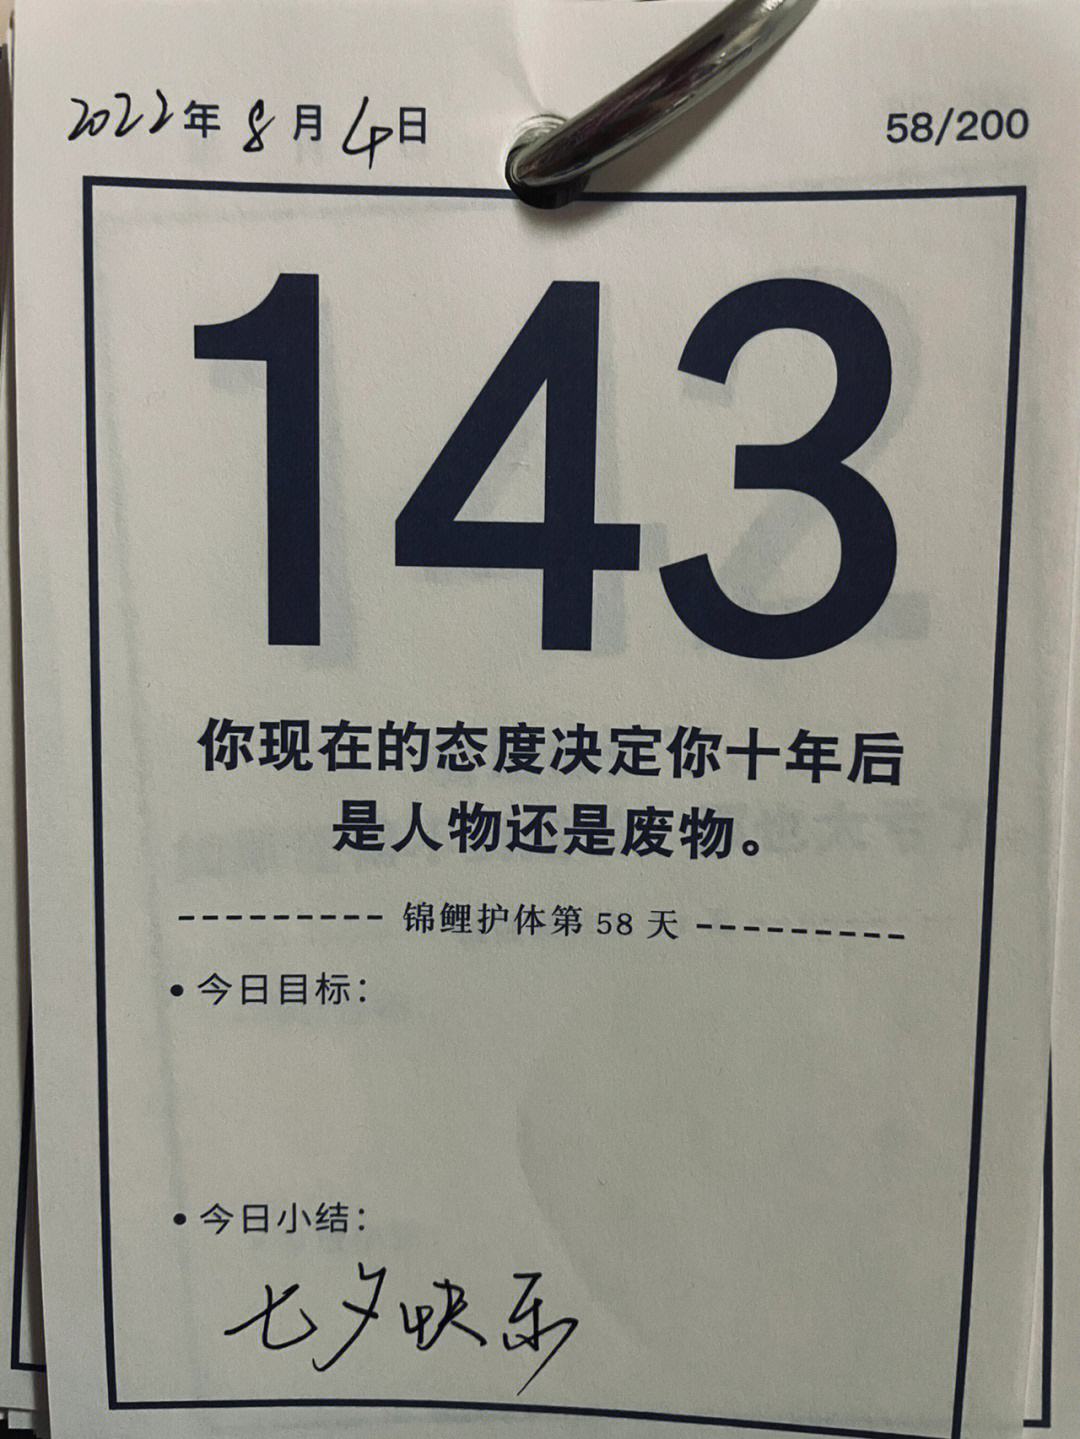 2022年 8月4日 58/200
143
你现在的态度决定你十年后
是人物还是废物。
锦鲤护体第 58 天
• 今日目标：
• 今日小结：
七夕快乐